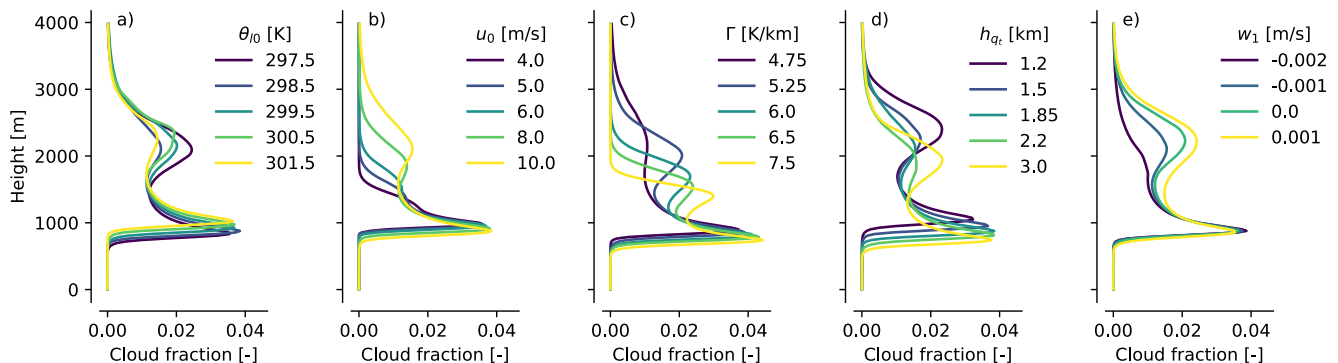 a)
θl0 [K]
297.5
298.5
299.5
300.5
301.5
b)
u0 [m/s]
4.0
5.0
6.0
8.0
10.0
c)
Γ [K/km]
4.75
5.25
6.0
6.5
7.5
d)
hqt [km]
1.2
1.5
1.85
2.2
3.0
e)
w1 [m/s]
-0.002
-0.001
0.0
0.001
Height [m]
4000
3000
2000
1000
0
0.00 0.02 0.04
Cloud fraction [-]
0.00 0.02 0.04
Cloud fraction [-]
0.00 0.02 0.04
Cloud fraction [-]
0.00 0.02 0.04
Cloud fraction [-]
0.00 0.02 0.04
Cloud fraction [-]